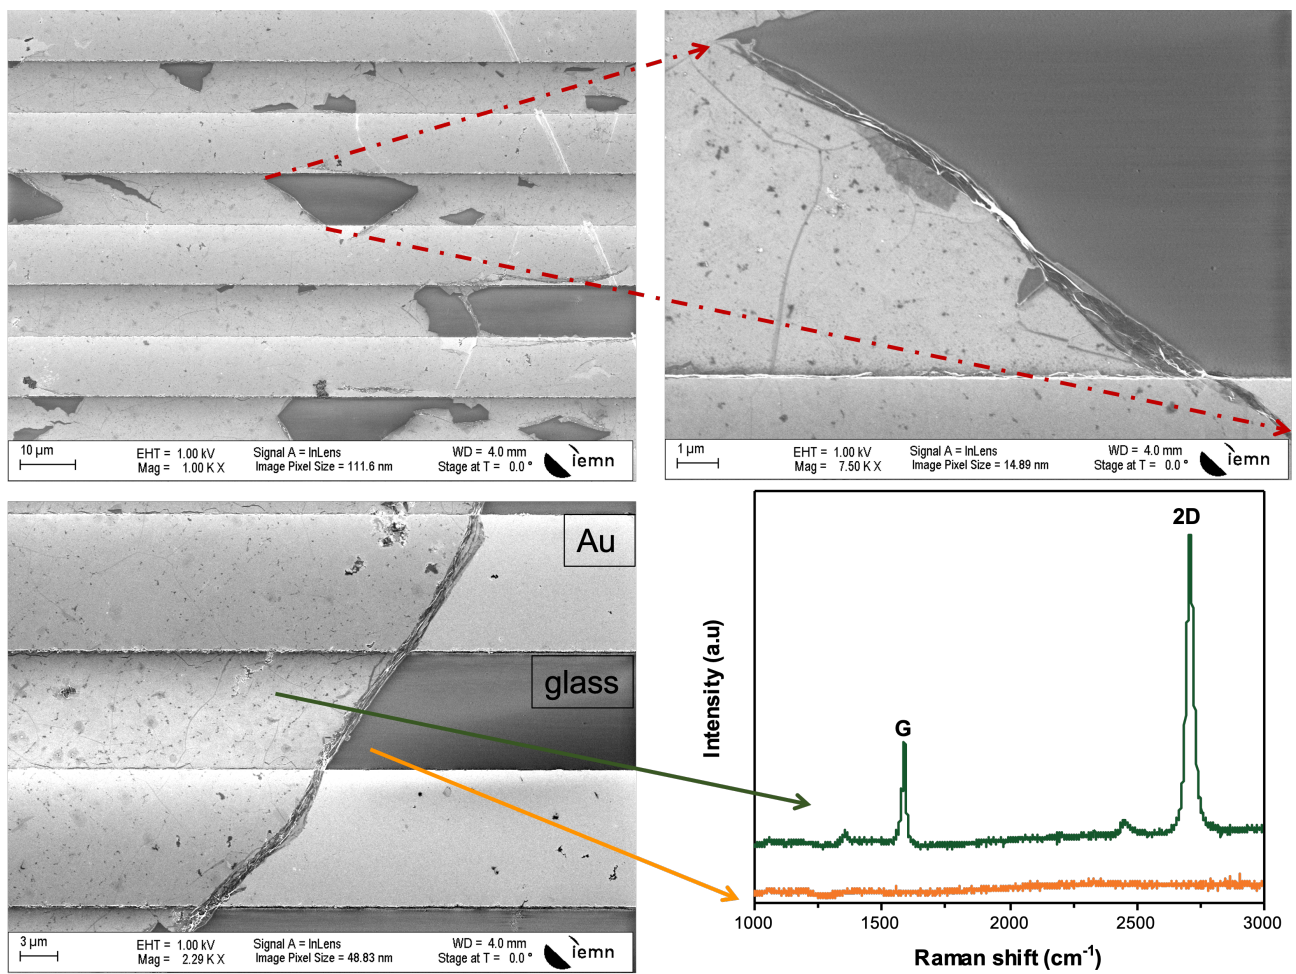 10 µm
EHT = 1.00 kV
Mag = 1.00 K X
Signal A = InLens
Image Pixel Size = 111.6 nm
WD = 4.0 mm
Stage at T = 0.0 °
iemn
1 µm
EHT = 1.00 kV
Mag = 7.50 K X
Signal A = InLens
Image Pixel Size = 14.89 nm
WD = 4.0 mm
Stage at T = 0.0 °
iemn
Au
glass
3 µm
EHT = 1.00 kV
Mag = 2.29 K X
Signal A = InLens
Image Pixel Size = 48.83 nm
WD = 4.0 mm
Stage at T = 0.0 °
iemn
2D
G
Intensity (a.u)
1000 1500 2000 2500 3000
Raman shift (cm⁻¹)